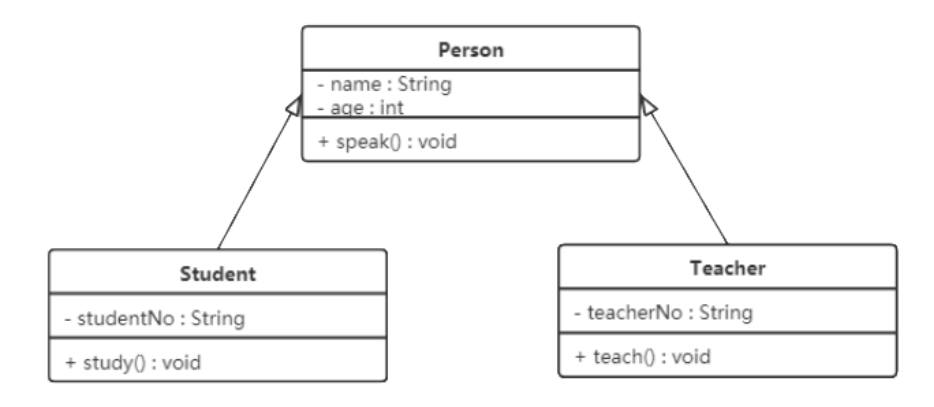 Person
- name : String
- age : int
+ speak() : void
Student
- studentNo : String
+ study() : void
Teacher
- teacherNo : String
+ teach() : void